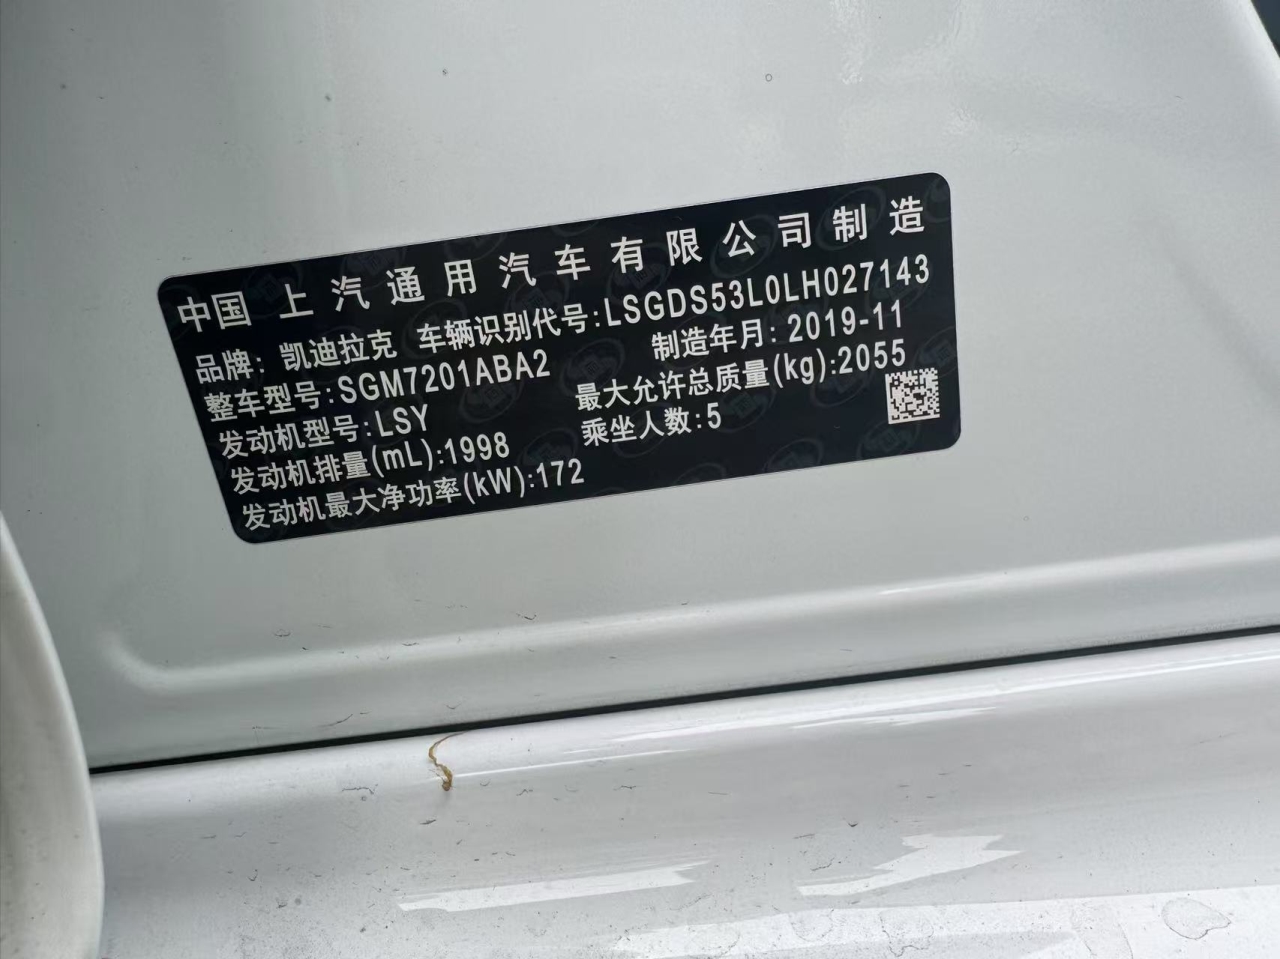 中国上汽通用汽车有限公司制造
品牌：凯迪拉克 车辆识别代号:LSGDS53L0LH027143
整车型号:SGM7201ABA2 制造年月:2019-11
发动机型号:LSY 最大允许总质量(kg):2055
发动机排量(mL):1998 乘坐人数:5
发动机最大净功率(kW):172